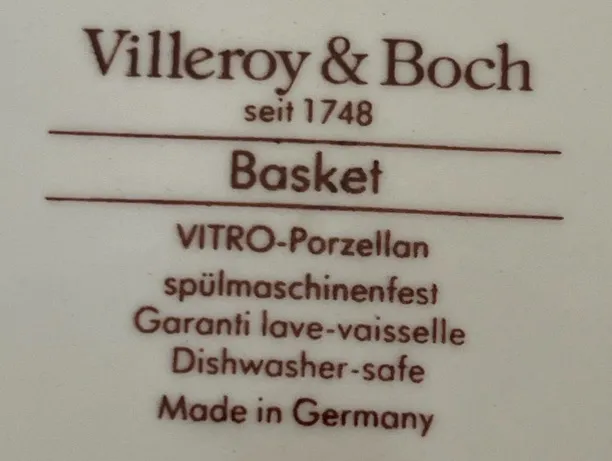 Villeroy & Boch
seit 1748
Basket
VITRO-Porzellan
spülmaschinenfest
Garanti lave-vaisselle
Dishwasher-safe
Made in Germany